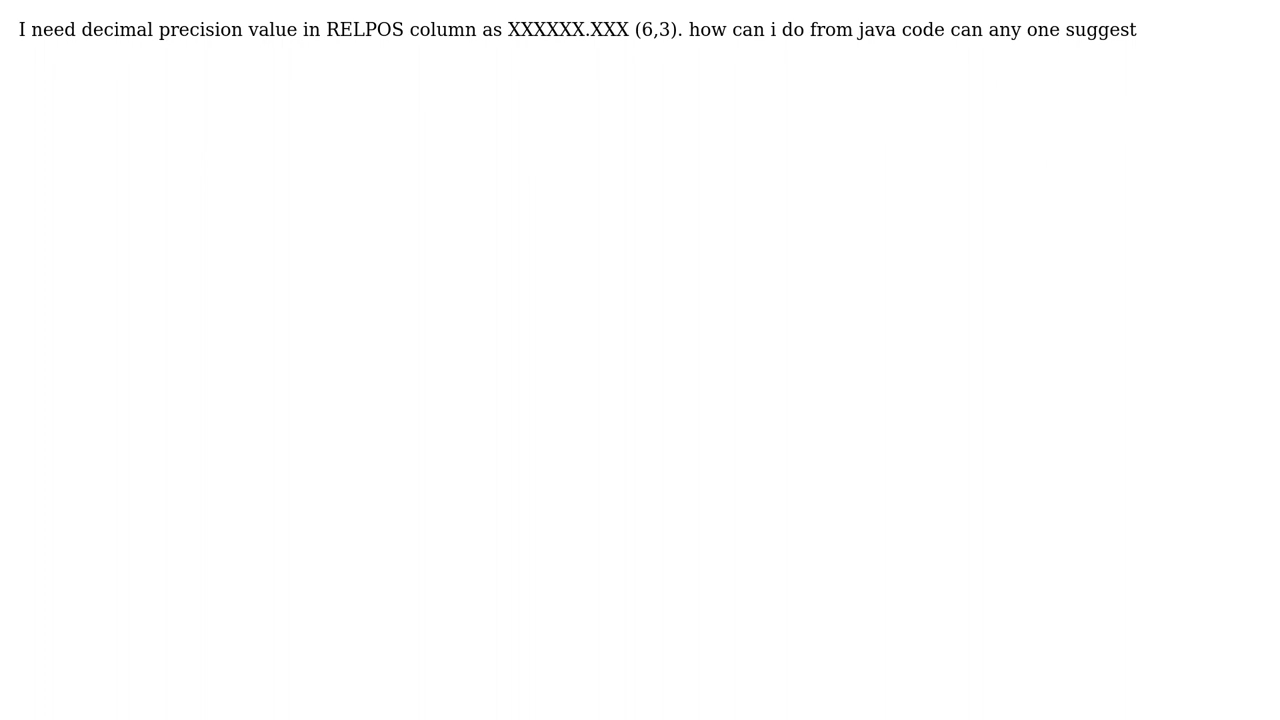 I need decimal precision value in RELPOS column as XXXXXX.XXX (6,3). how can i do from java code can any one suggest